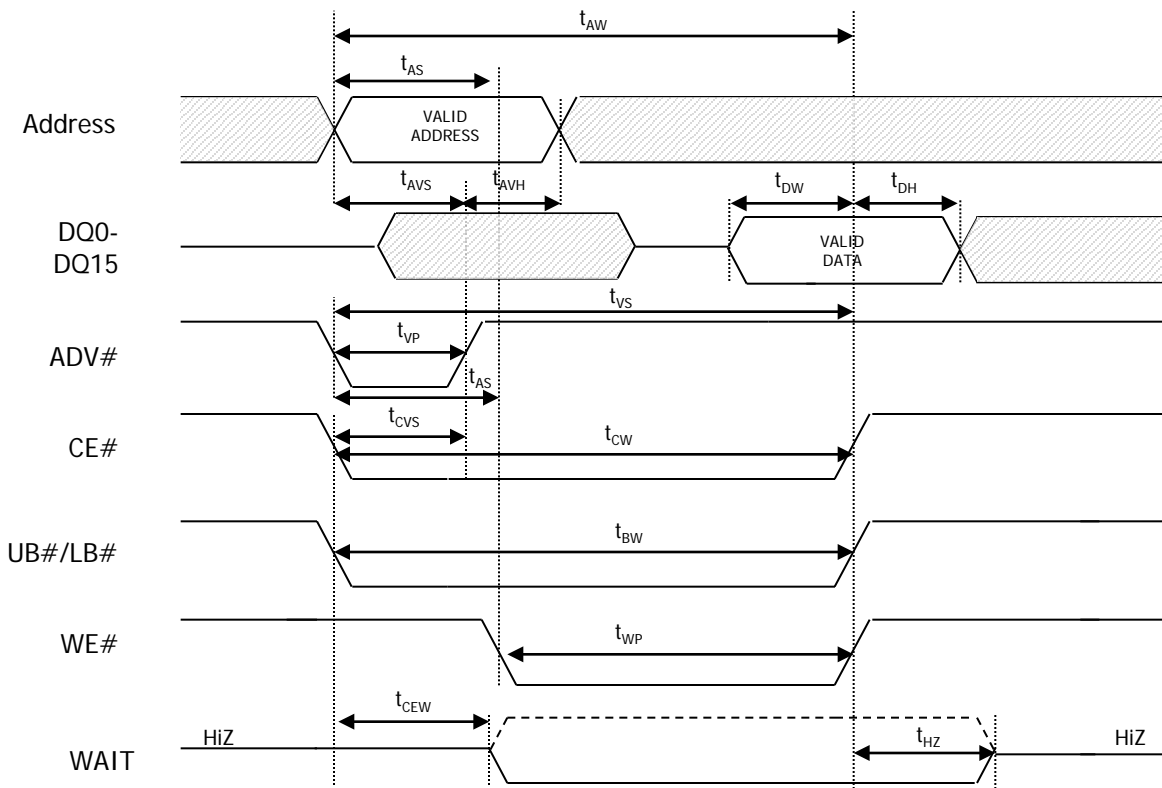 tAW
tAS
Address
VALID
ADDRESS
tAVS
tAVH
tDW
tDH
DQ0-
DQ15
VALID
DATA
tVS
tVP
ADV#
tAS
tCVS
CE#
tCW
tBW
UB#/LB#
WE#
tWP
tCEW
HiZ
tHZ
HiZ
WAIT